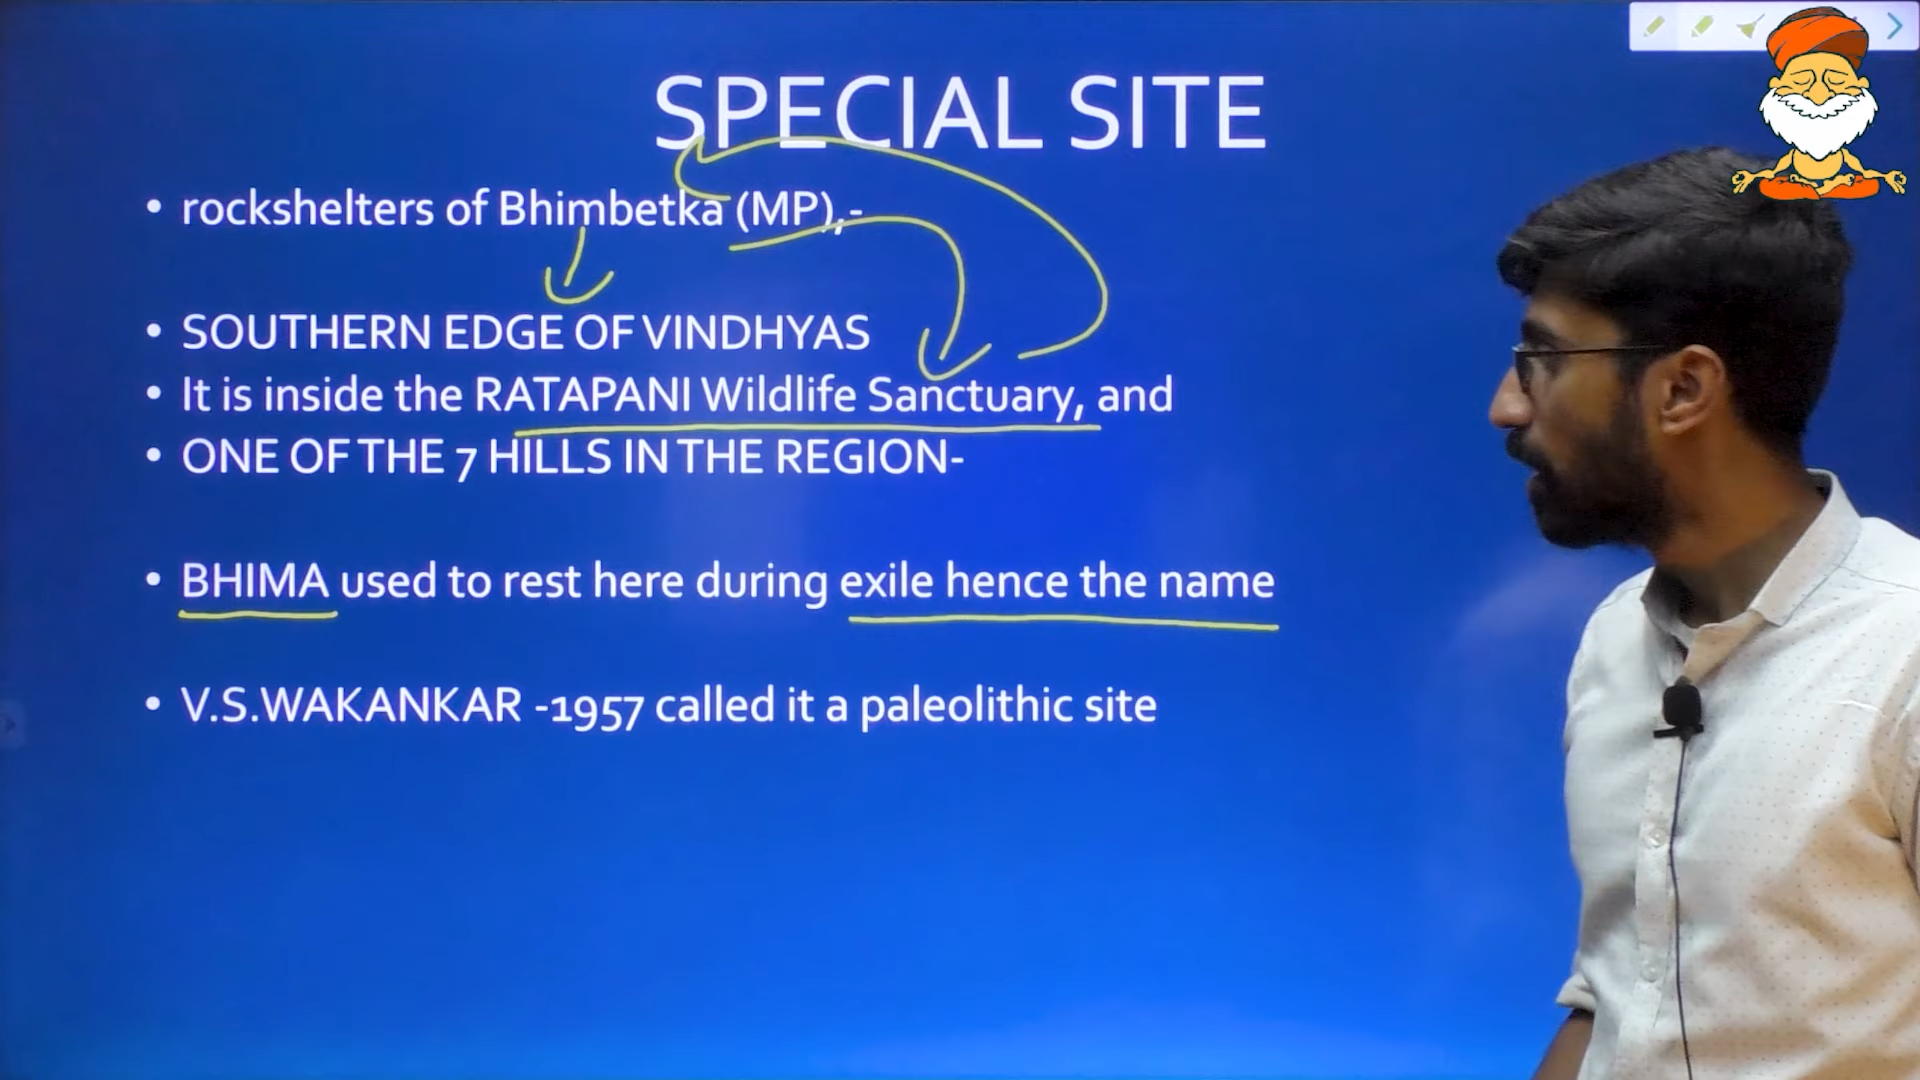 SPECIAL SITE
• rockshelters of Bhimbetka (MP),-
• SOUTHERN EDGE OF VINDHYAS
• It is inside the RATAPANI Wildlife Sanctuary, and
• ONE OF THE 7 HILLS IN THE REGION-
• BHIMA used to rest here during exile hence the name
• V.S.WAKANKAR -1957 called it a paleolithic site